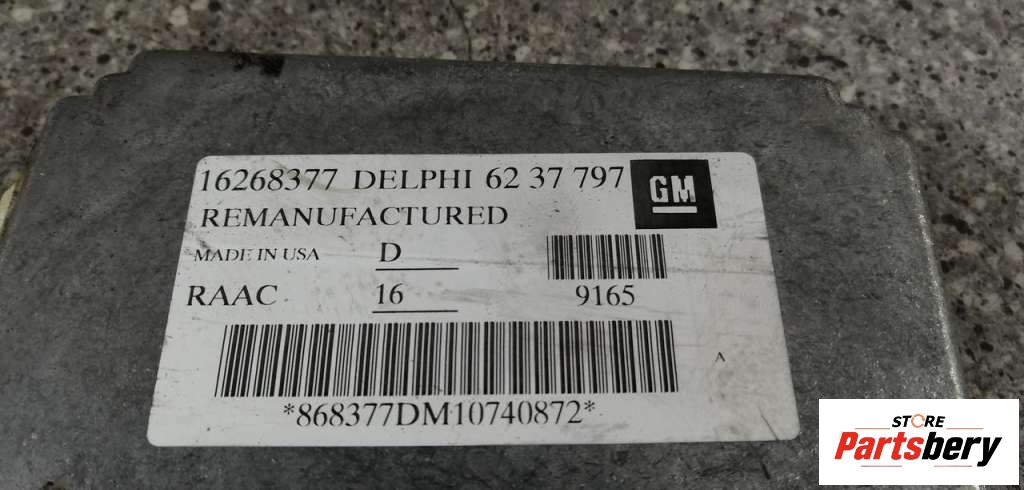 16268377 DELPHI 62 37 797
GM
REMANUFACTURED
MADE IN USA D
RAAC 16 9165
A
*868377DM10740872*
STORE
Partsbery